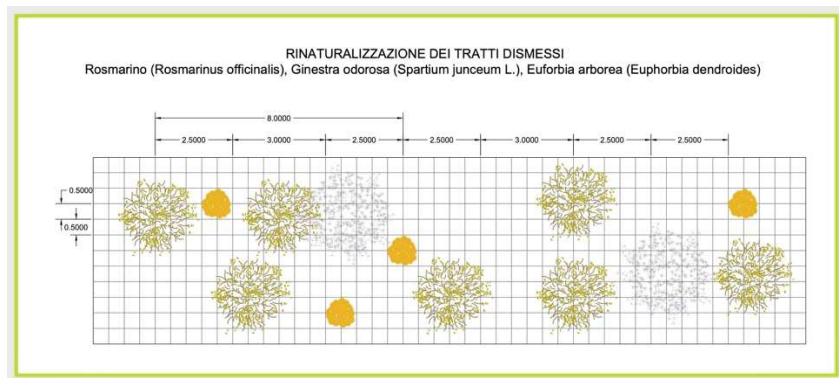 RINATURALIZZAZIONE DEI TRATTI DISMESSI
Rosmarino (Rosmarinus officinalis), Ginestra odorosa (Spartium junceum L.), Euforbia arborea (Euphorbia dendroides)
8.0000
2.5000 3.0000 2.5000 2.5000 3.0000 2.5000 2.5000
0.5000
0.5000